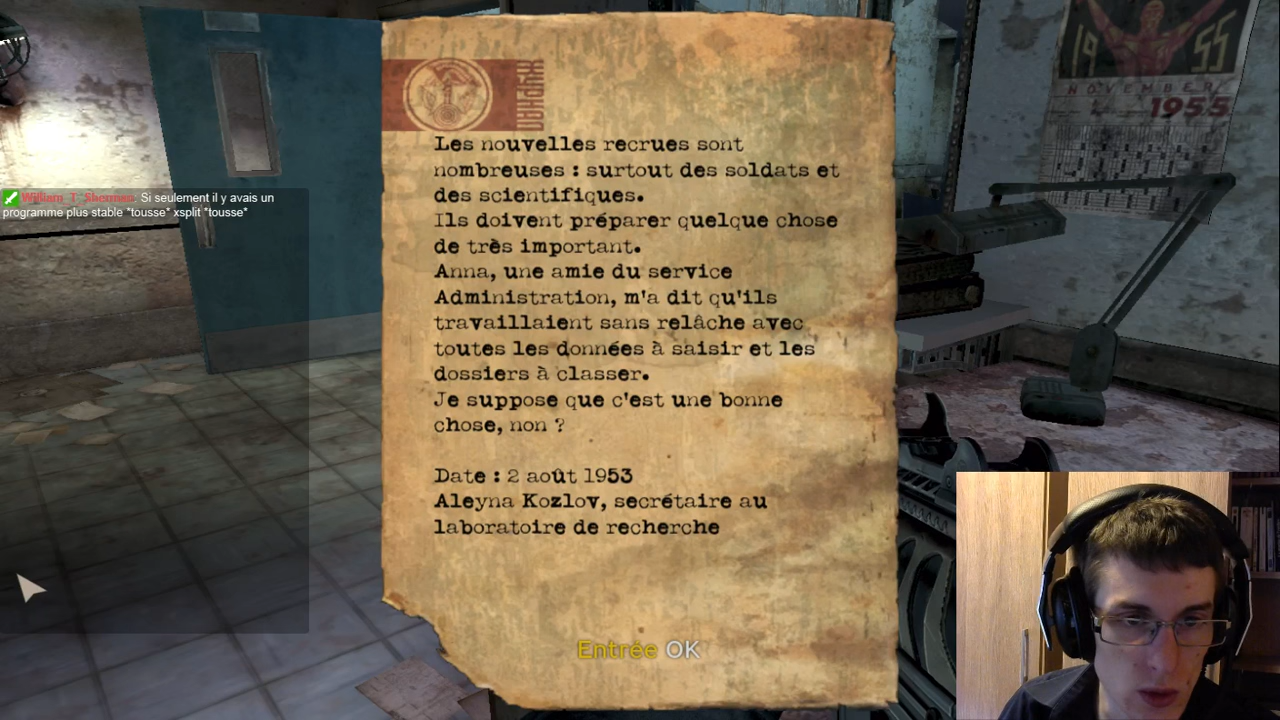 William_T_Sherman: Si seulement il y avais un
programme plus stable *tousse* xsplit *tousse*
Les nouvelles recrues sont
nombreuses : surtout des soldats et
des scientifiques.
Ils doivent préparer quelque chose
de très important.
Anna, une amie du service
Administration, m'a dit qu'ils
travaillaient sans relâche avec
toutes les données à saisir et les
dossiers à classer.
Je suppose que c'est une bonne
chose, non ?
Date : 2 août 1953
Aleyna Kozlov, secrétaire au
laboratoire de recherche
Entrée OK
19 55
NOVEMBER
1955